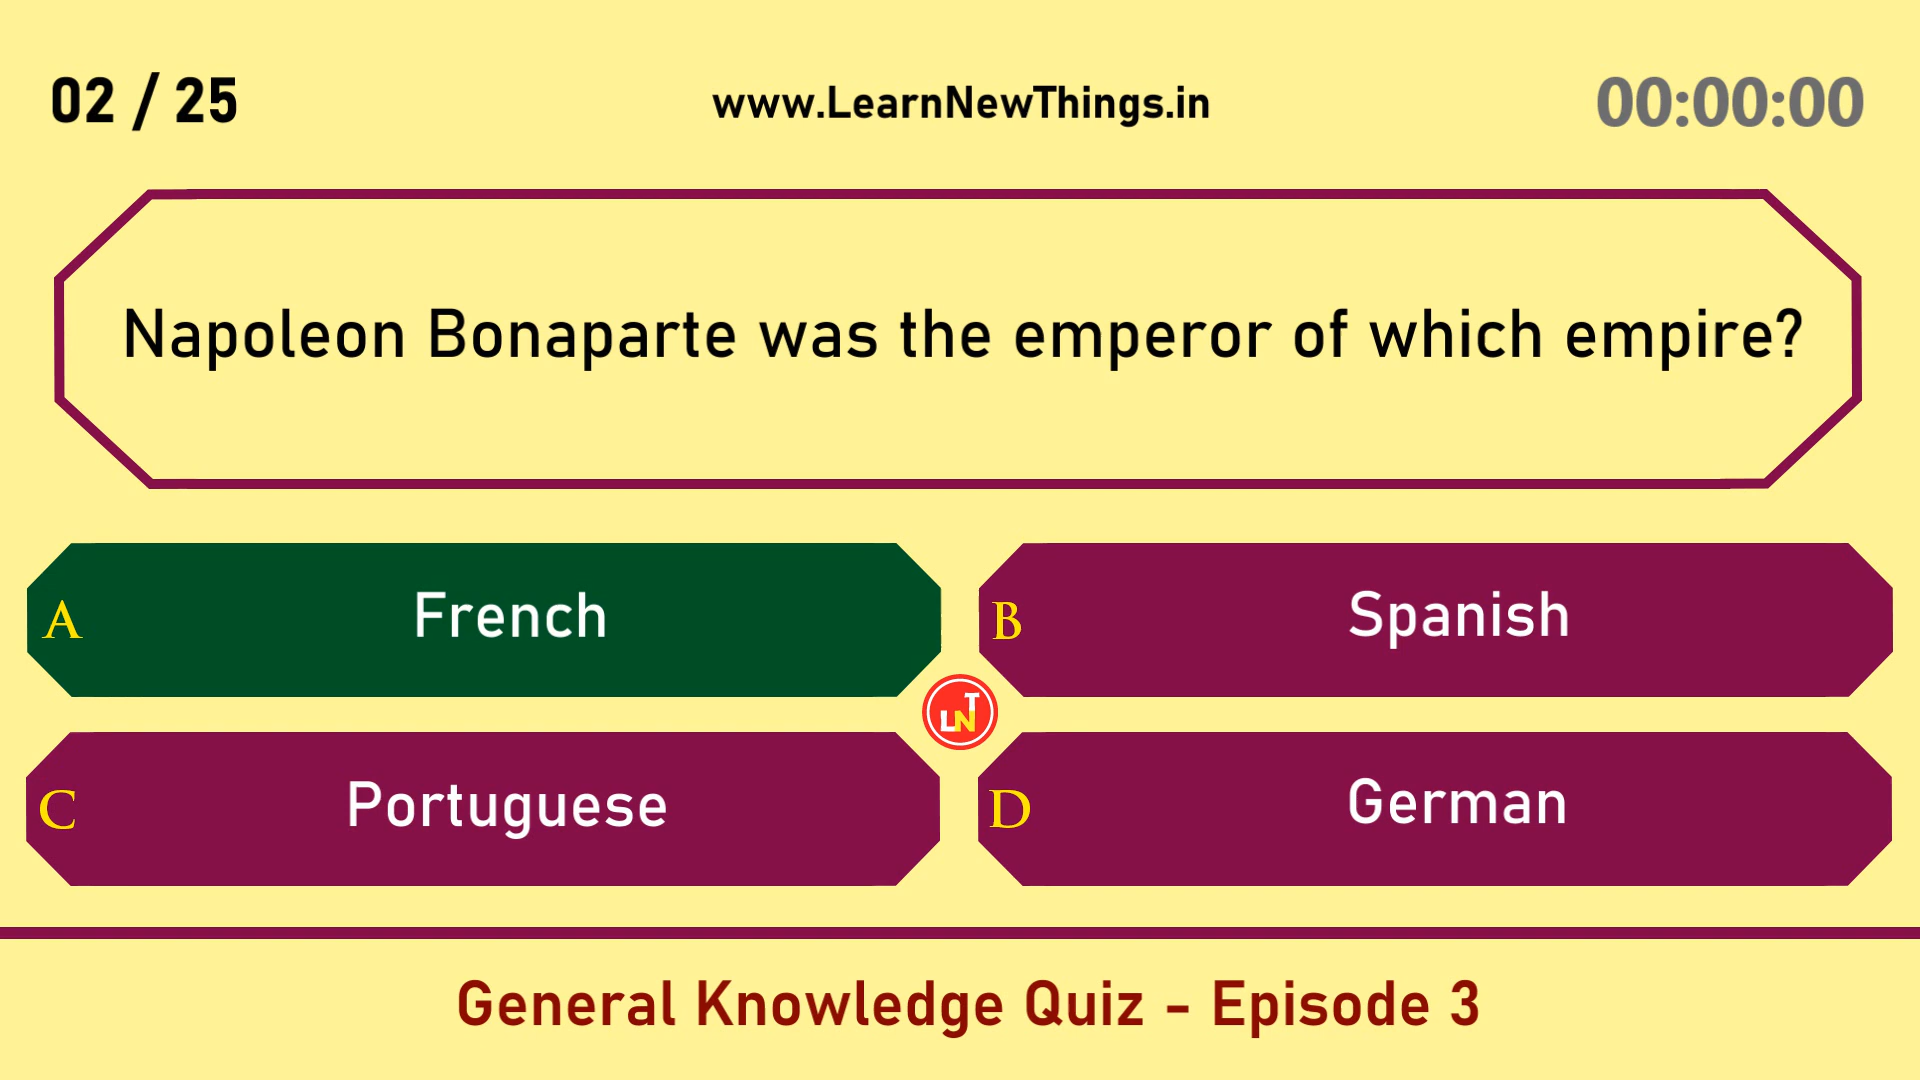 02 / 25
www.LearnNewThings.in
00:00:00
Napoleon Bonaparte was the emperor of which empire?
A French
B Spanish
LNT
C Portuguese
D German
General Knowledge Quiz - Episode 3